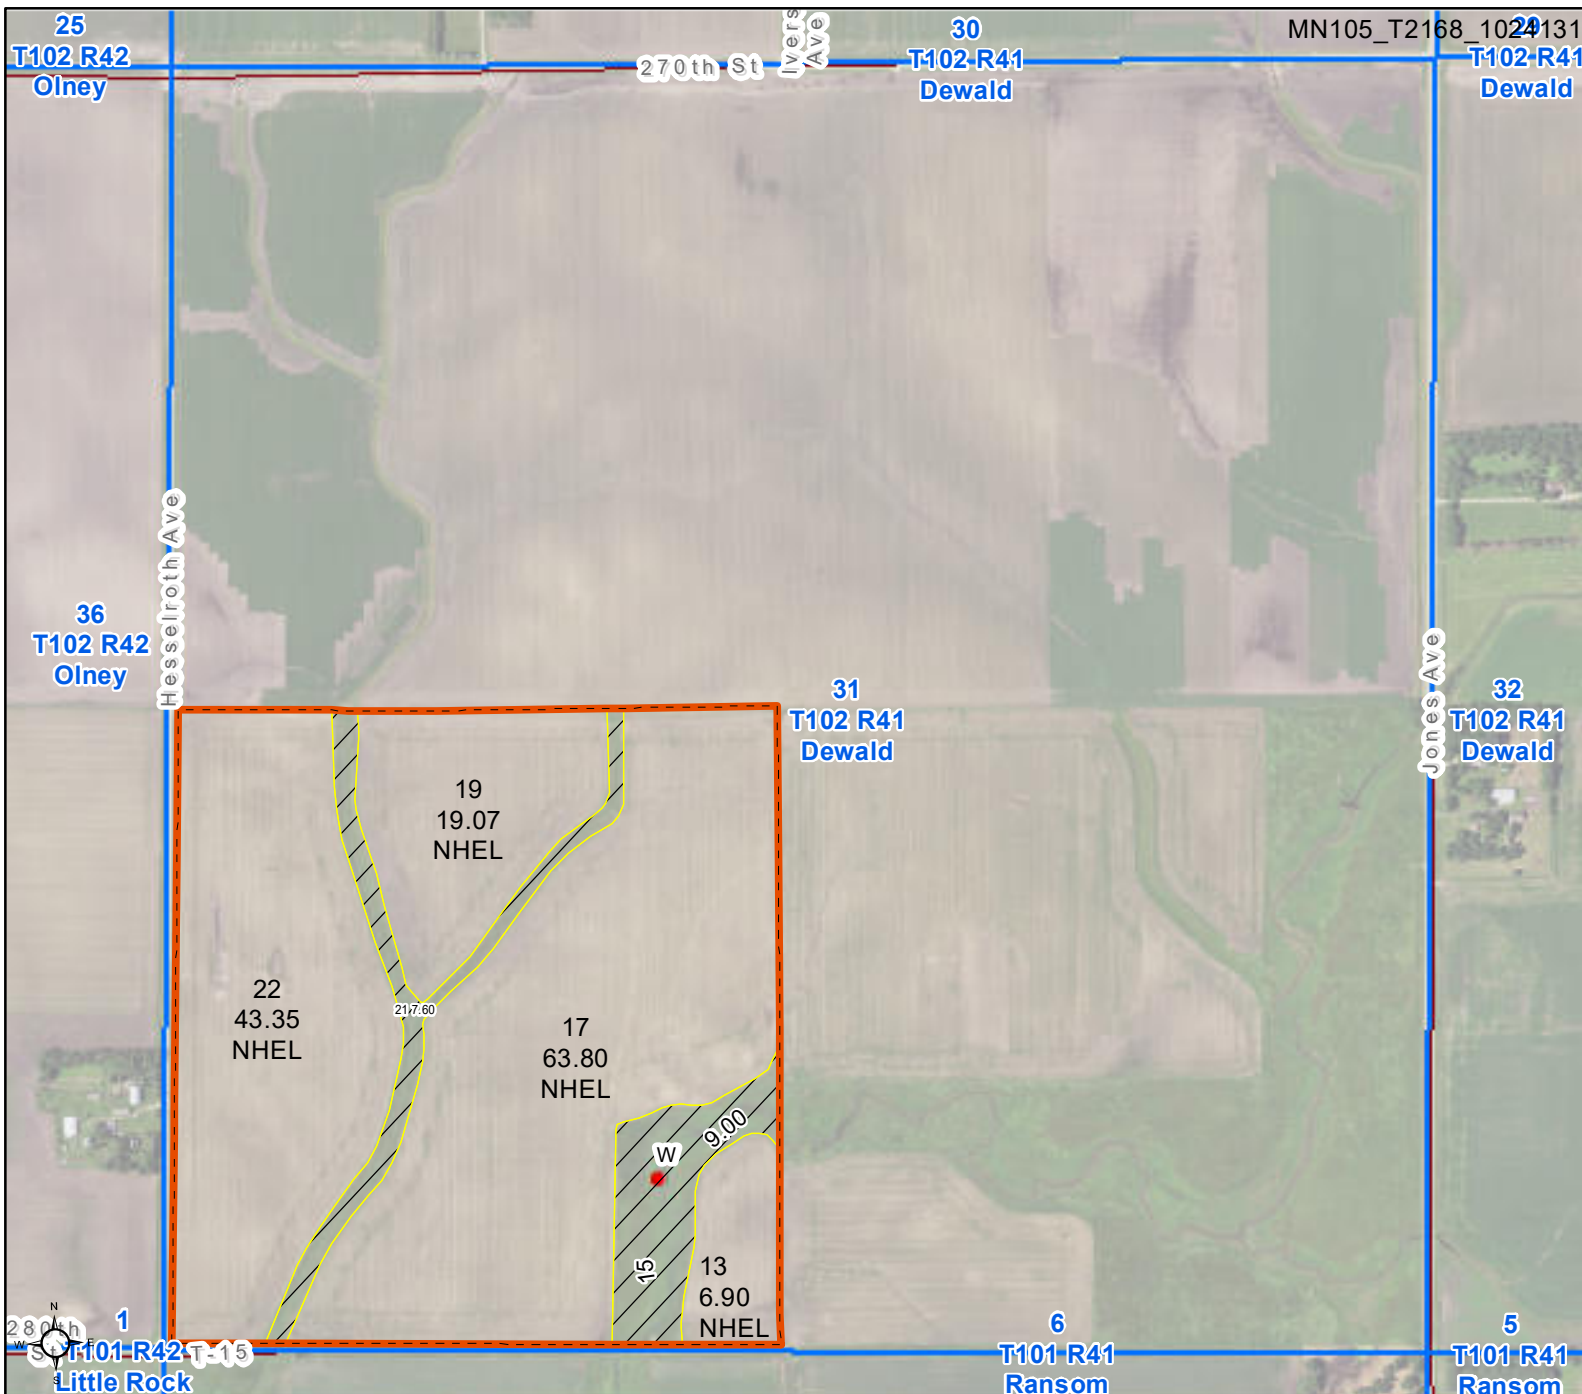 25
T102 R42
Olney
270th St
Ivers
Ave
30
T102 R41
Dewald
MN105_T2168_1024131
29
T102 R41
Dewald
Hesselroth Ave
36
T102 R42
Olney
31
T102 R41
Dewald
Jones Ave
32
T102 R41
Dewald
19
19.07
NHEL
22
43.35
NHEL
21 7.60
17
63.80
NHEL
9.00
W
15
13
6.90
NHEL
N
W E
S
280th
St
1
T101 R42
Little Rock
T-15
6
T101 R41
Ransom
5
T101 R41
Ransom